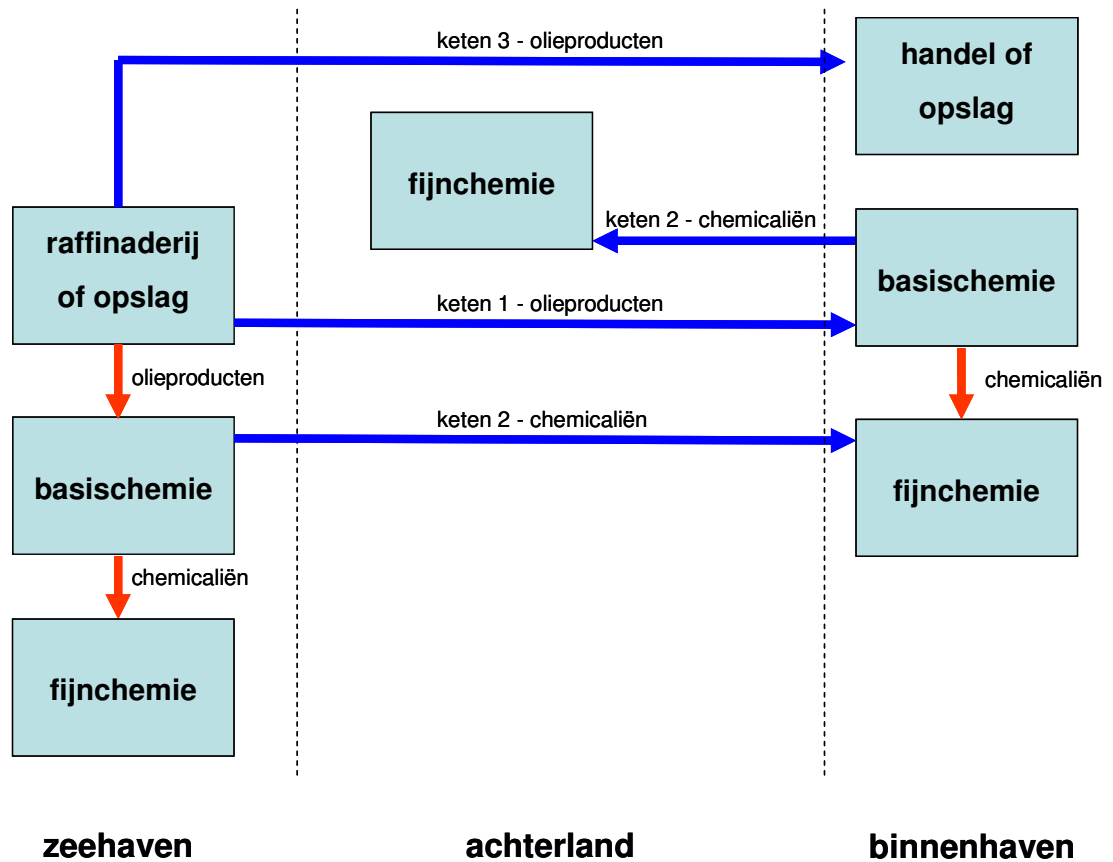 keten 3 - olieproducten
handel of
opslag
fijnchemie
keten 2 - chemicaliën
raffinaderij
of opslag
basischemie
keten 1 - olieproducten
olieproducten
chemicaliën
keten 2 - chemicaliën
basischemie
fijnchemie
chemicaliën
fijnchemie
zeehaven
achterland
binnenhaven